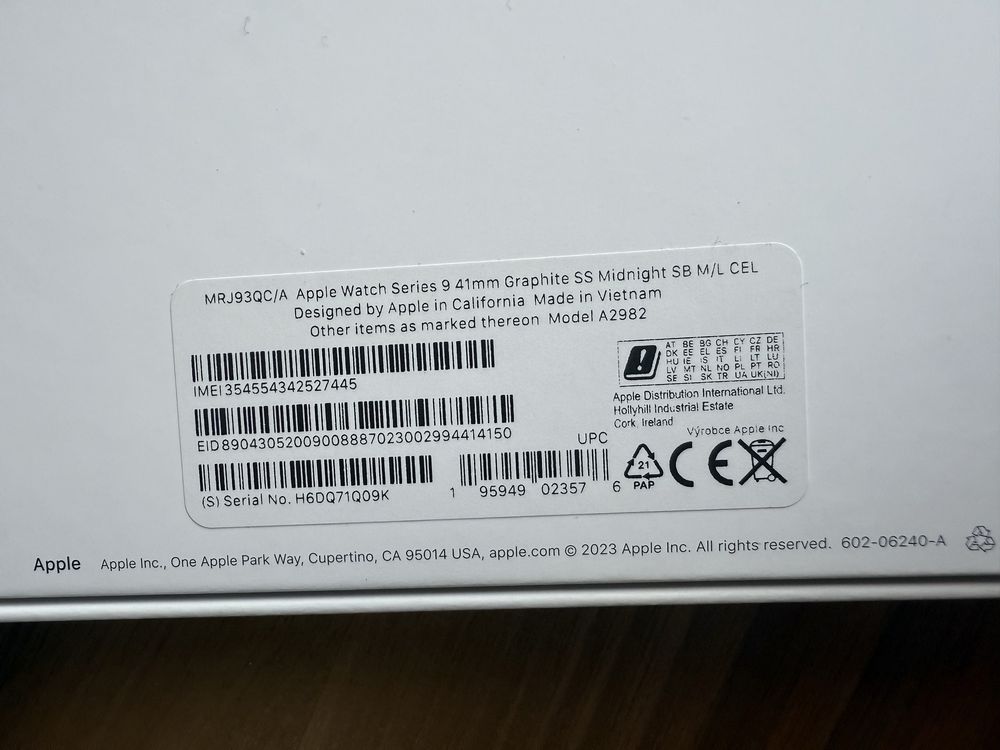 MRJ93QC/A Apple Watch Series 9 41mm Graphite SS Midnight SB M/L CEL
Designed by Apple in California Made in Vietnam
Other items as marked thereon Model A2982
IMEI 354554342527445
EID 89043052009008887023002994414150
(S) Serial No. H6DQ71Q09K
UPC
1 95949 02357 6
AT BE BG CH CY CZ DE
DK EE EL ES FI FR HR
HU IE IS IT LI LT LU
LV MT NL NO PL PT RO
SE SI SK TR UA UK(NI)
Apple Distribution International Ltd.
Hollyhill Industrial Estate
Cork, Ireland
Výrobce Apple Inc
21
PAP
CE
Apple Apple Inc., One Apple Park Way, Cupertino, CA 95014 USA, apple.com © 2023 Apple Inc. All rights reserved. 602-06240-A